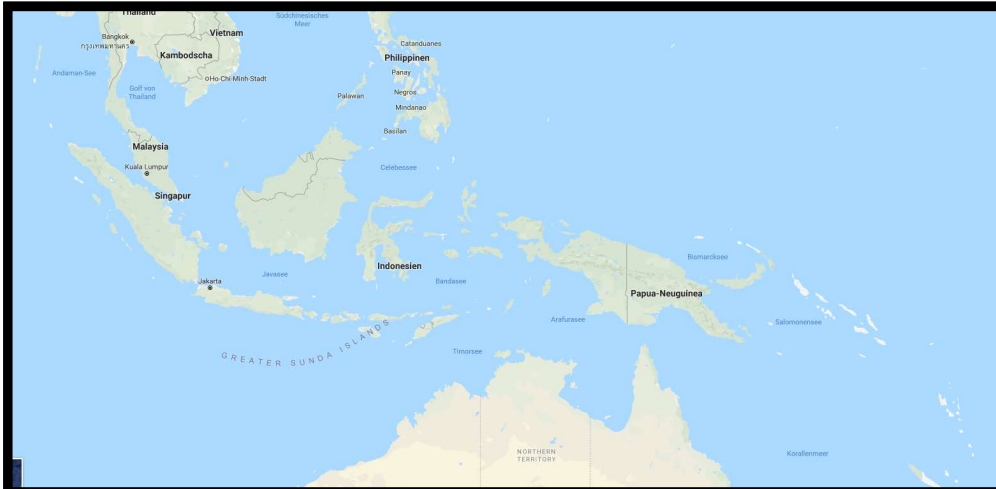 Thailand
Südchinesisches
Meer
Bangkok
กรุงเทพมหานคร
Vietnam
Kambodscha
Catanduanes
Philippinen
Andaman-See
Ho-Chi-Minh-Stadt
Panay
Golf von
Thailand
Palawan
Negros
Mindanao
Basilan
Malaysia
Kuala Lumpur
Celebessee
Singapur
Bismarcksee
Indonesien
Javasee
Jakarta
Bandasee
Papua-Neuguinea
Arafurasee
Salomonensee
GREATER SUNDA ISLANDS
Timorsee
NORTHERN
TERRITORY
Korallenmeer